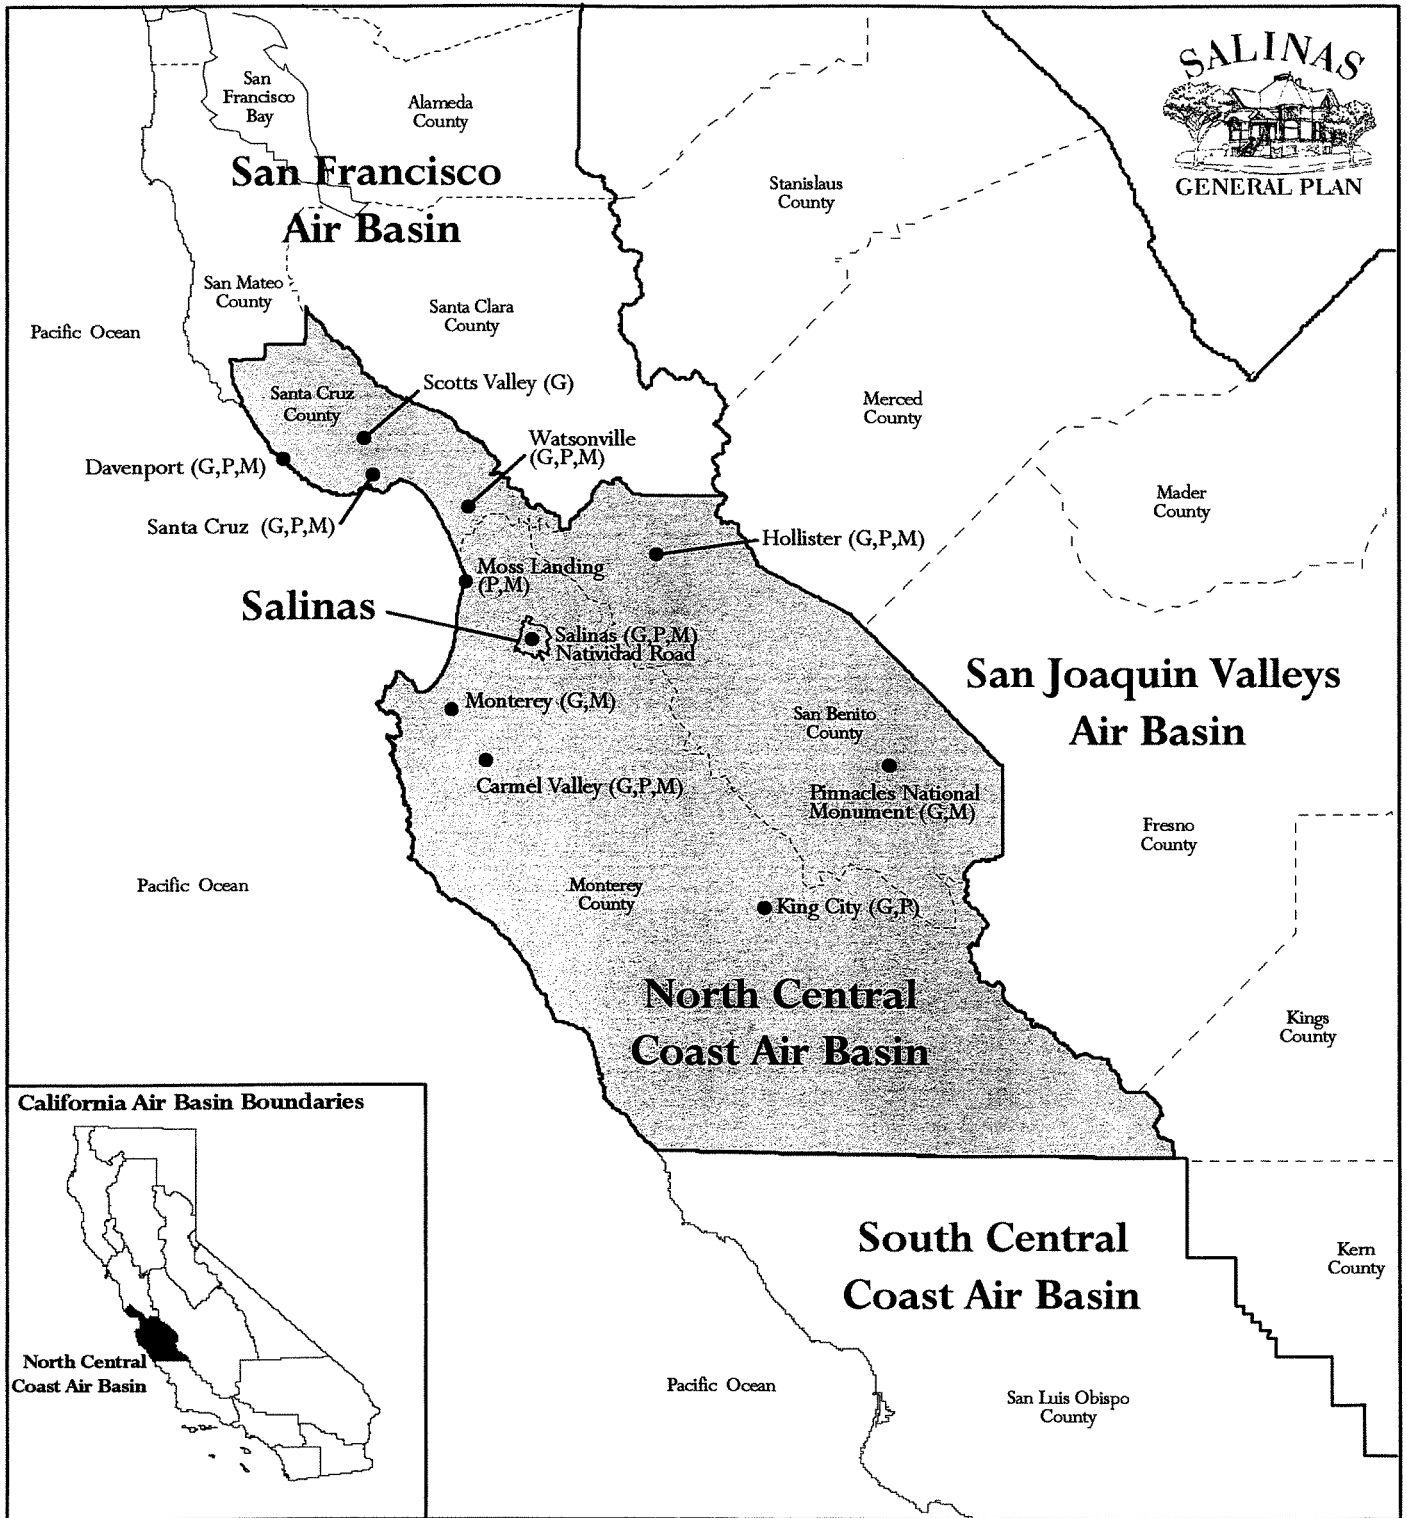 SALINAS
GENERAL PLAN
San
Francisco
Bay
Alameda
County
San Francisco
Air Basin
Stanislaus
County
San Mateo
County
Santa Clara
County
Pacific Ocean
Scotts Valley (G)
Santa Cruz
County
Merced
County
Watsonville
(G,P,M)
Davenport (G,P,M)
Mader
County
Santa Cruz (G,P,M)
Hollister (G,P,M)
Moss Landing
(P,M)
Salinas
Salinas (G,P,M)
Natividad Road
San Joaquin Valleys
Air Basin
Monterey (G,M)
San Benito
County
Carmel Valley (G,P,M)
Pinnacles National
Monument (G,M)
Fresno
County
Pacific Ocean
Monterey
County
King City (G,P)
North Central
Coast Air Basin
Kings
County
California Air Basin Boundaries
South Central
Coast Air Basin
Kern
County
North Central
Coast Air Basin
Pacific Ocean
San Luis Obispo
County